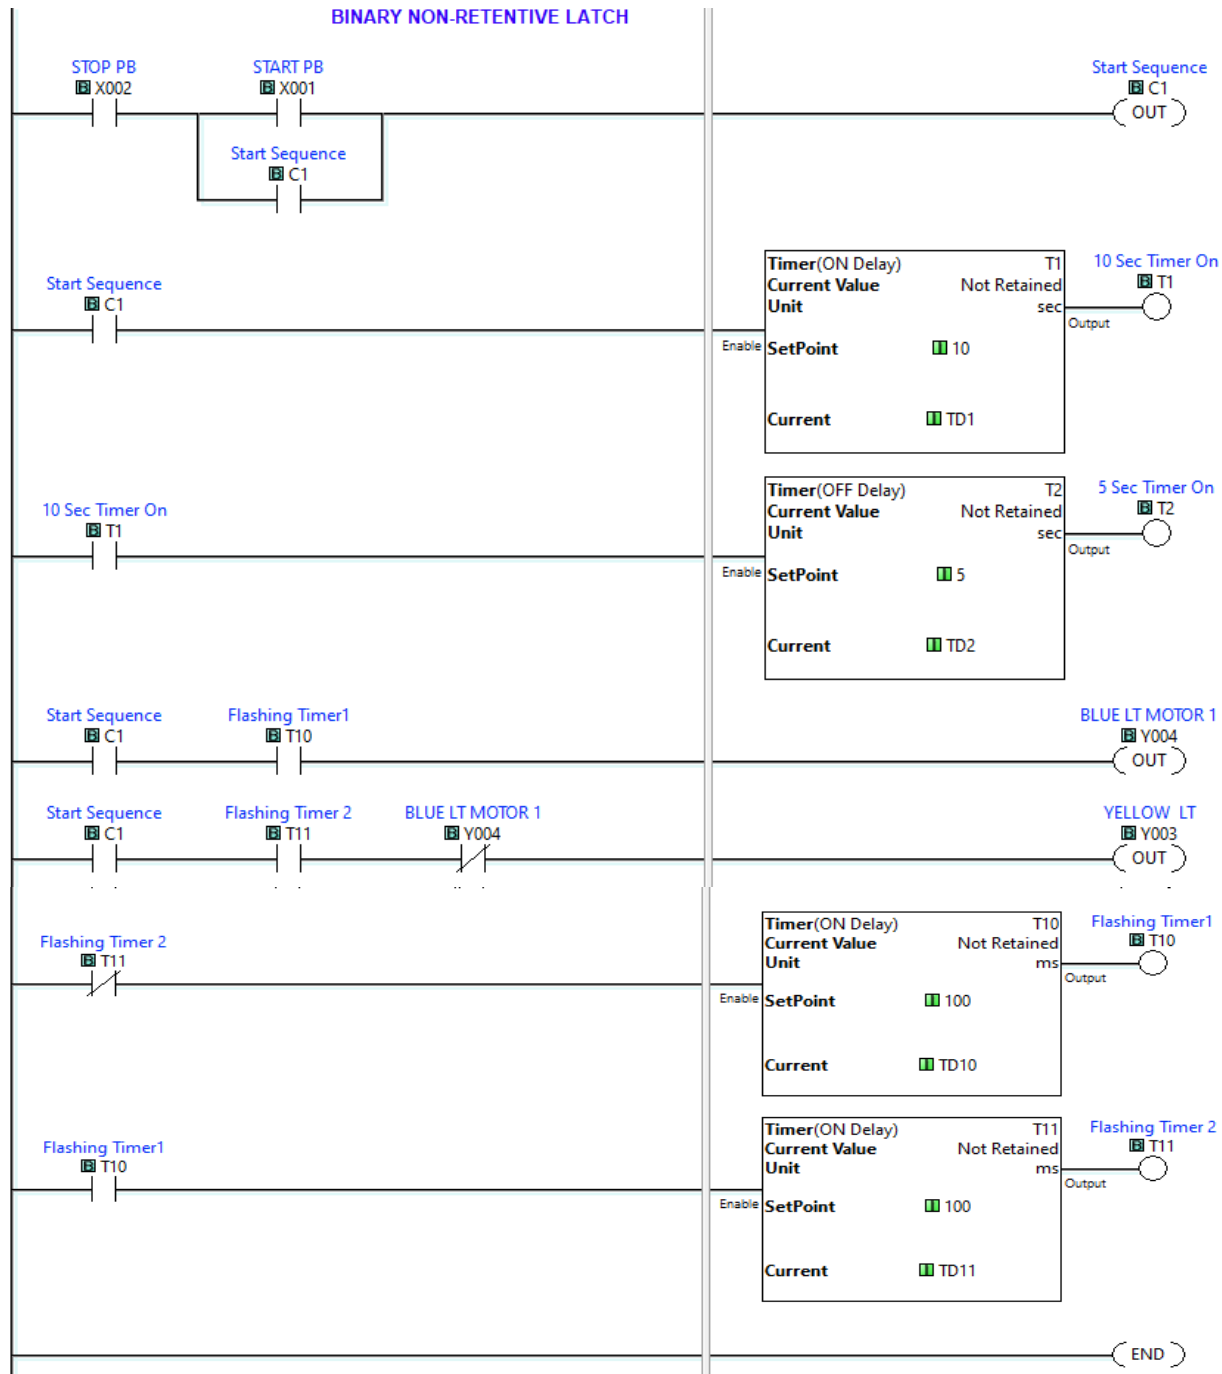 BINARY NON-RETENTIVE LATCH
STOP PB START PB Start Sequence
B X002 B X001 B C1
OUT
Start Sequence
B C1
Timer(ON Delay) T1 10 Sec Timer On
Start Sequence Current Value Not Retained B T1
B C1 Unit sec
Output
Enable SetPoint 10
Current TD1
Timer(OFF Delay) T2 5 Sec Timer On
10 Sec Timer On Current Value Not Retained B T2
B T1 Unit sec
Output
Enable SetPoint 5
Current TD2
Start Sequence Flashing Timer1 BLUE LT MOTOR 1
B C1 B T10 B Y004
OUT
Start Sequence Flashing Timer 2 BLUE LT MOTOR 1 YELLOW LT
B C1 B T11 B Y004 B Y003
OUT
Timer(ON Delay) T10 Flashing Timer1
Flashing Timer 2 Current Value Not Retained B T10
B T11 Unit ms
Output
Enable SetPoint 100
Current TD10
Timer(ON Delay) T11 Flashing Timer 2
Flashing Timer1 Current Value Not Retained B T11
B T10 Unit ms
Output
Enable SetPoint 100
Current TD11
END